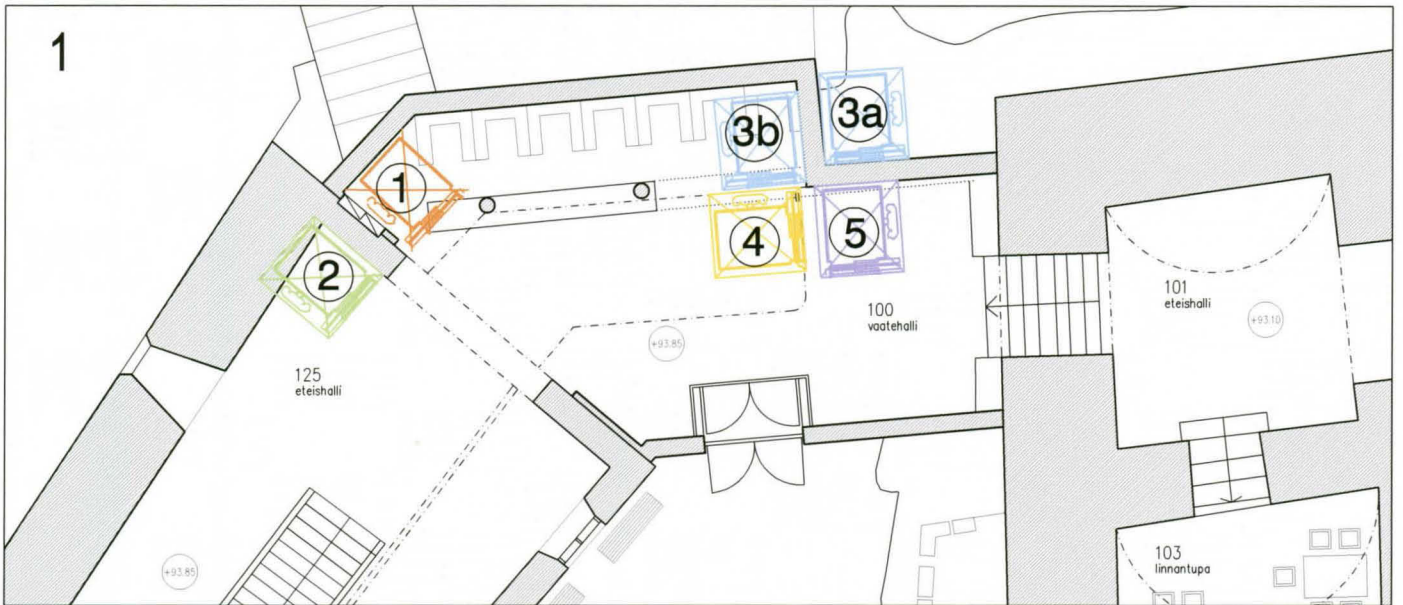 1
3b
3a
1
4
5
2
101
eteishalli
+93.10
100
vaatehalli
+93.85
125
eteishalli
103
linnantupa
+93.85